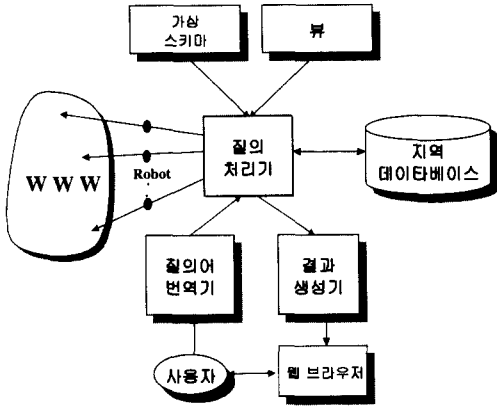 가상
스키마
뷰
질의
처리기
지역
데이타베이스
W W W
Robot
질의어
번역기
결과
생성기
사용자
웹 브라우저